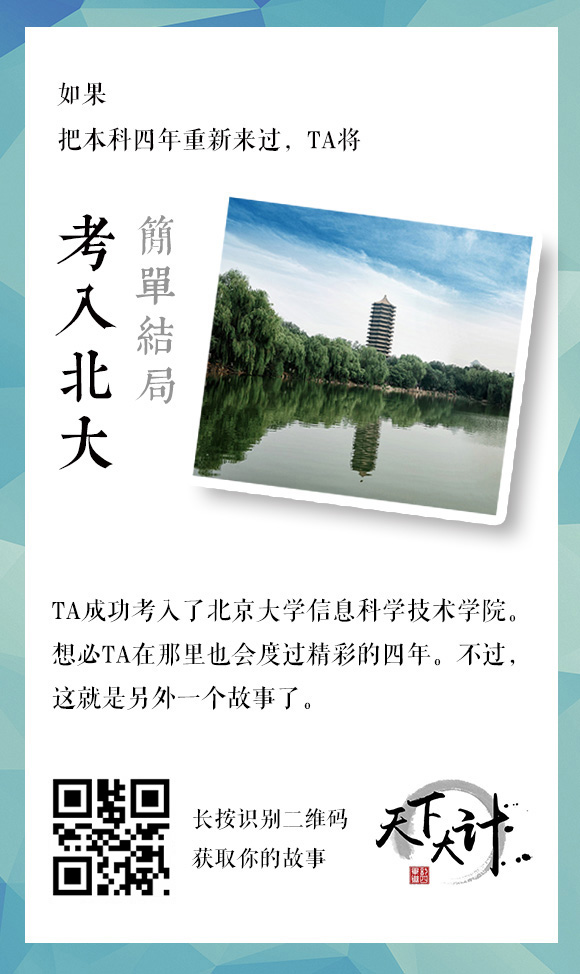 如果
把本科四年重新来过，TA将
考入北大
簡單結局
TA成功考入了北京大学信息科学技术学院。
想必TA在那里也会度过精彩的四年。不过，
这就是另外一个故事了。
长按识别二维码
获取你的故事
天下大计